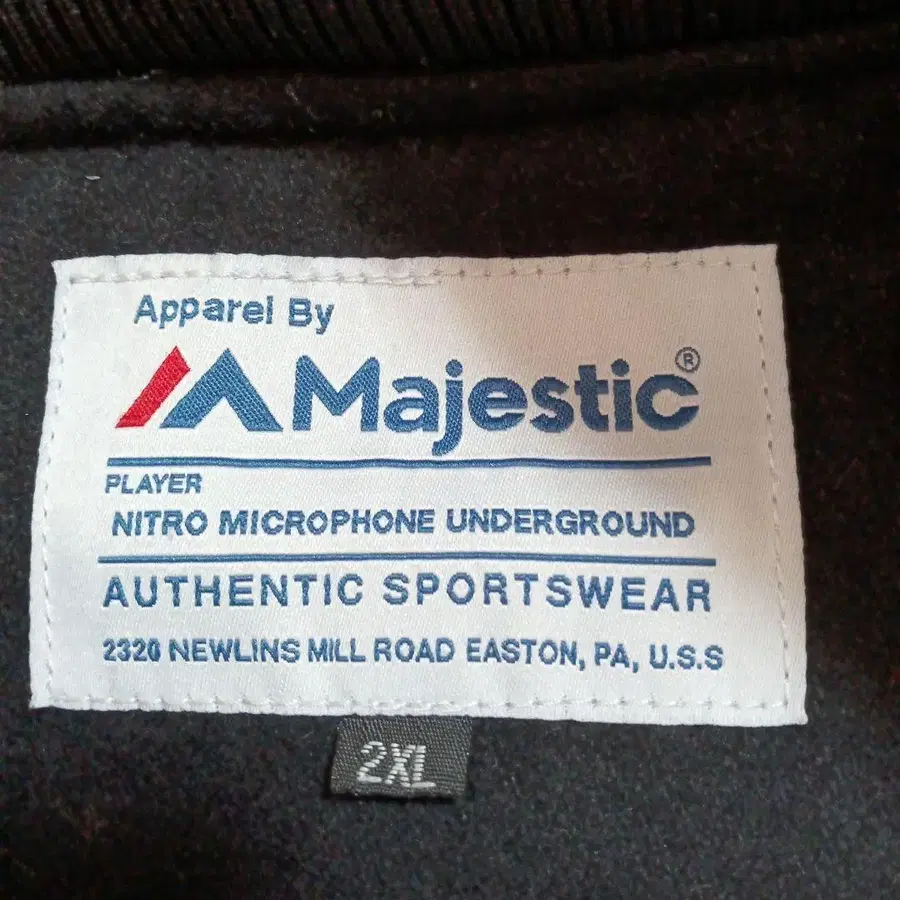 Apparel By
Majestic®
PLAYER
NITRO MICROPHONE UNDERGROUND
AUTHENTIC SPORTSWEAR
2320 NEWLINS MILL ROAD EASTON, PA, U.S.S
2XL